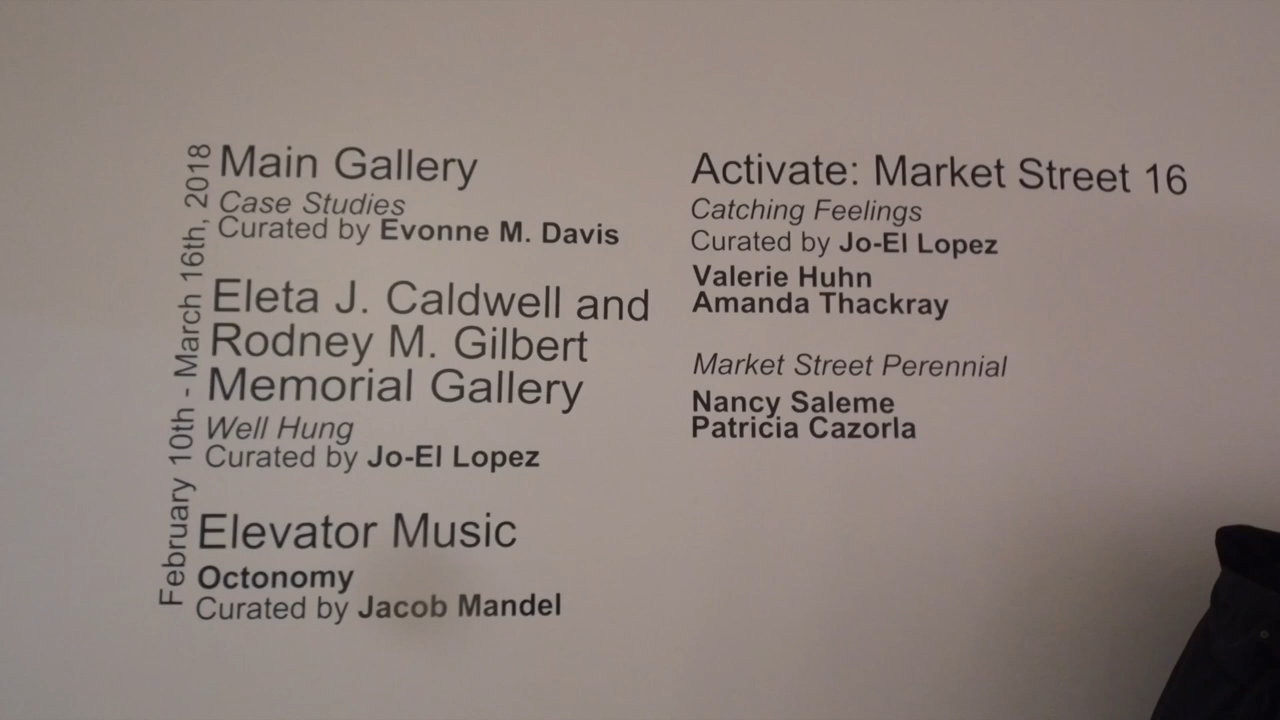 February 10th - March 16th, 2018
Main Gallery
Case Studies
Curated by Evonne M. Davis
Eleta J. Caldwell and
Rodney M. Gilbert
Memorial Gallery
Well Hung
Curated by Jo-El Lopez
Elevator Music
Octonomy
Curated by Jacob Mandel
Activate: Market Street 16
Catching Feelings
Curated by Jo-El Lopez
Valerie Huhn
Amanda Thackray
Market Street Perennial
Nancy Saleme
Patricia Cazorla